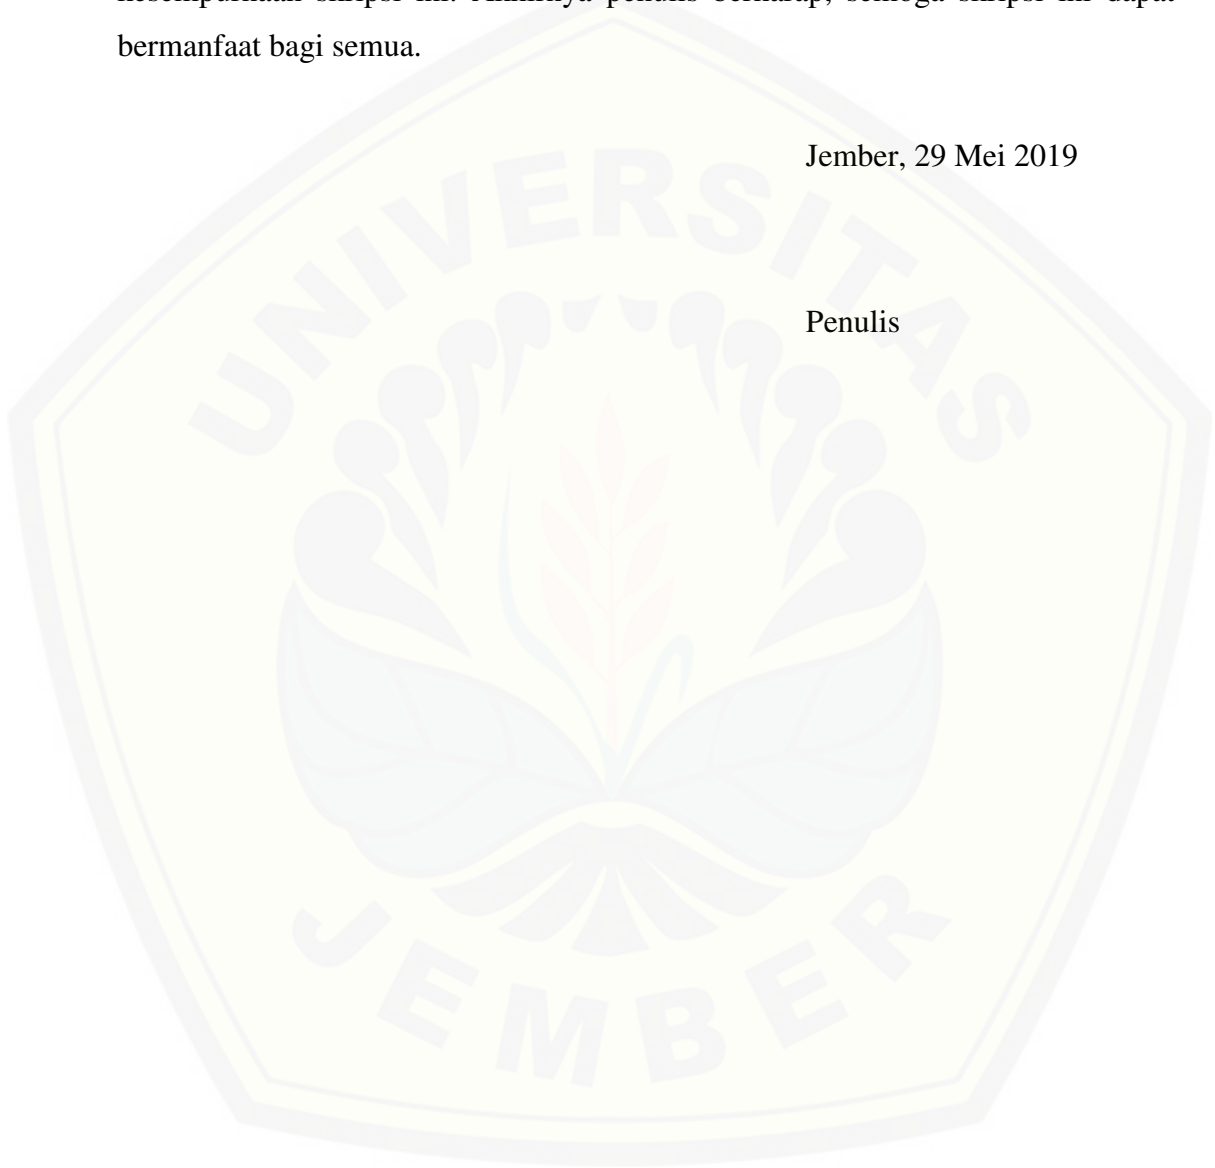 kesempurnaan skripsi ini. Akhirnya penulis berharap, semoga skripsi ini dapat
bermanfaat bagi semua.
Jember, 29 Mei 2019
Penulis
UNIVERSITAS
JEMBER